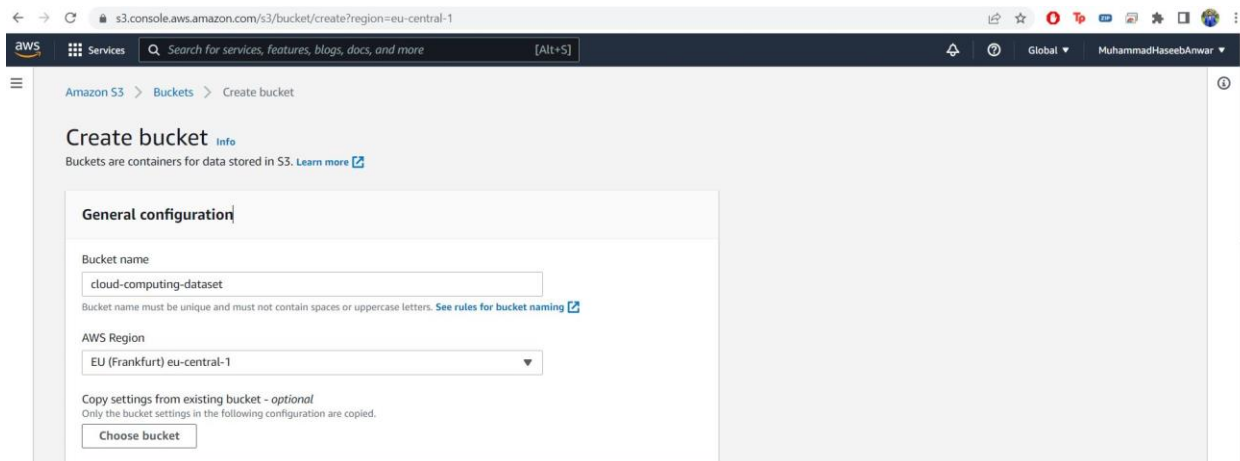 s3.console.aws.amazon.com/s3/bucket/create?region=eu-central-1
aws Services Search for services, features, blogs, docs, and more [Alt+S] Global MuhammadHaseebAnwar
Amazon S3 > Buckets > Create bucket
Create bucket Info
Buckets are containers for data stored in S3. Learn more
General configuration
Bucket name
cloud-computing-dataset
Bucket name must be unique and must not contain spaces or uppercase letters. See rules for bucket naming
AWS Region
EU (Frankfurt) eu-central-1
Copy settings from existing bucket - optional
Only the bucket settings in the following configuration are copied.
Choose bucket